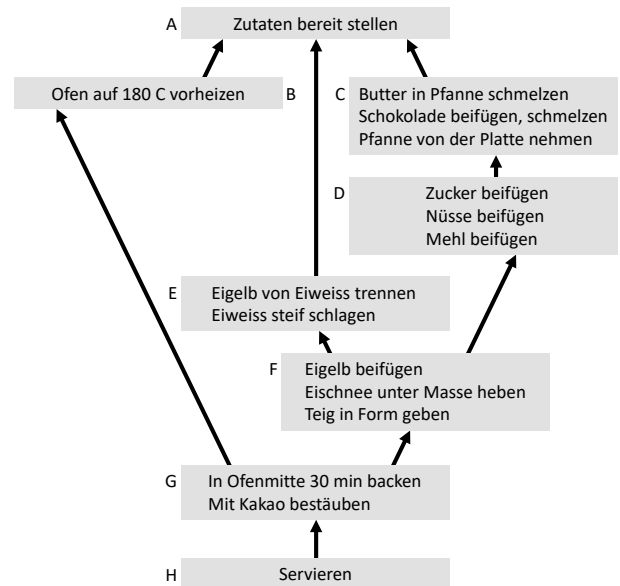 A
Zutaten bereit stellen
Ofen auf 180 C vorheizen
B
C
Butter in Pfanne schmelzen
Schokolade beifügen, schmelzen
Pfanne von der Platte nehmen
D
Zucker beifügen
Nüsse beifügen
Mehl beifügen
E
Eigelb von Eiweiss trennen
Eiweiss steif schlagen
F
Eigelb beifügen
Eischnee unter Masse heben
Teig in Form geben
G
In Ofenmitte 30 min backen
Mit Kakao bestäuben
H
Servieren